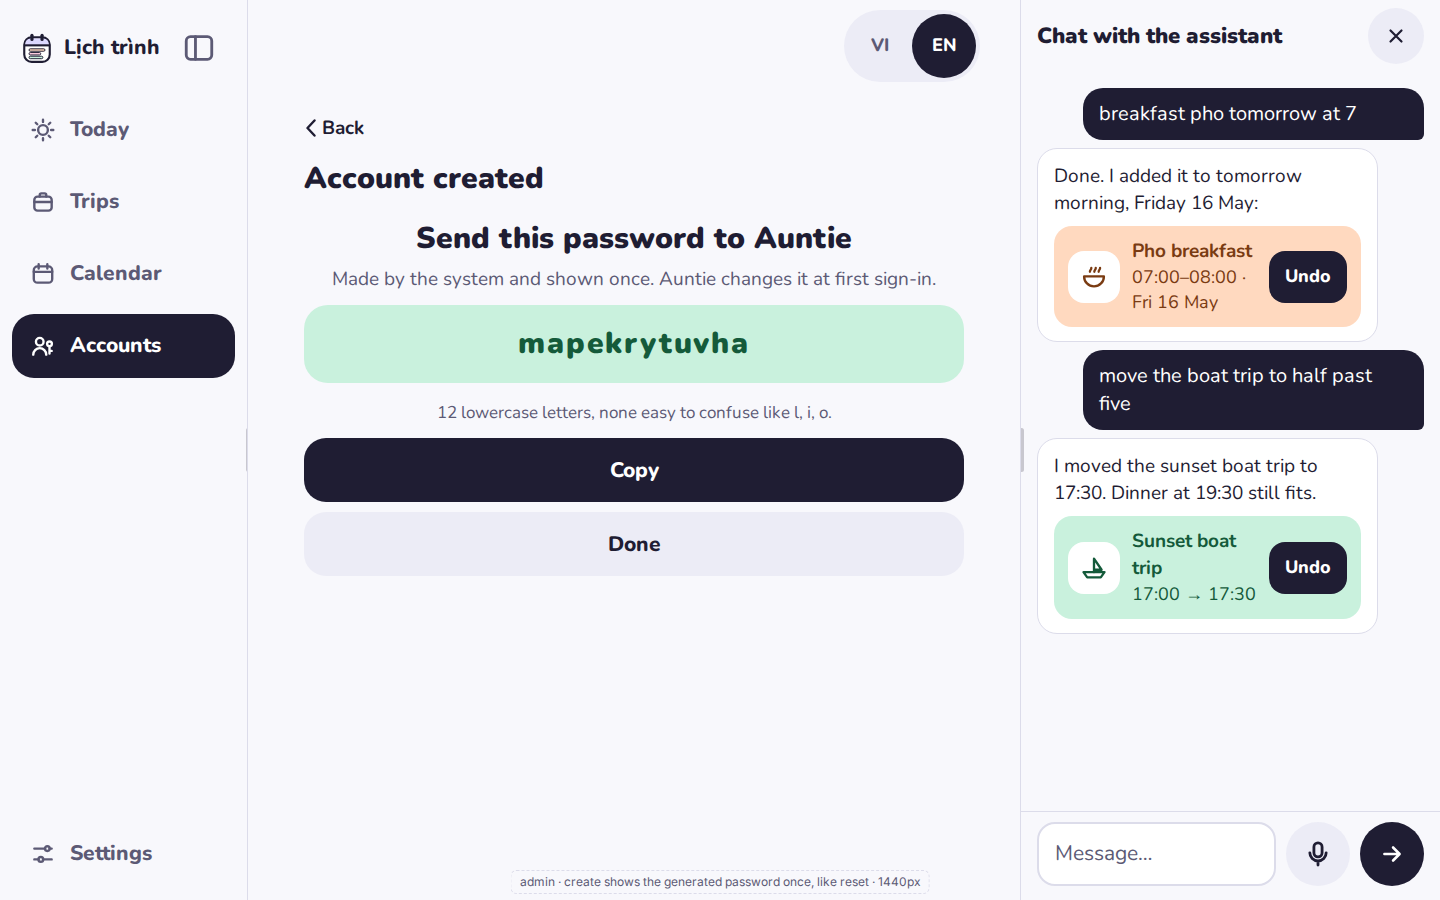 Lịch trình
Today
Trips
Calendar
Accounts
Settings
VI
EN
Back
Account created
Send this password to Auntie
Made by the system and shown once. Auntie changes it at first sign-in.
mapekrytuvha
12 lowercase letters, none easy to confuse like l, i, o.
Copy
Done
admin · create shows the generated password once, like reset · 1440px
Chat with the assistant
breakfast pho tomorrow at 7
Done. I added it to tomorrow
morning, Friday 16 May:
Pho breakfast
07:00–08:00 ·
Fri 16 May
Undo
move the boat trip to half past
five
I moved the sunset boat trip to
17:30. Dinner at 19:30 still fits.
Sunset boat
trip
17:00 → 17:30
Undo
Message...